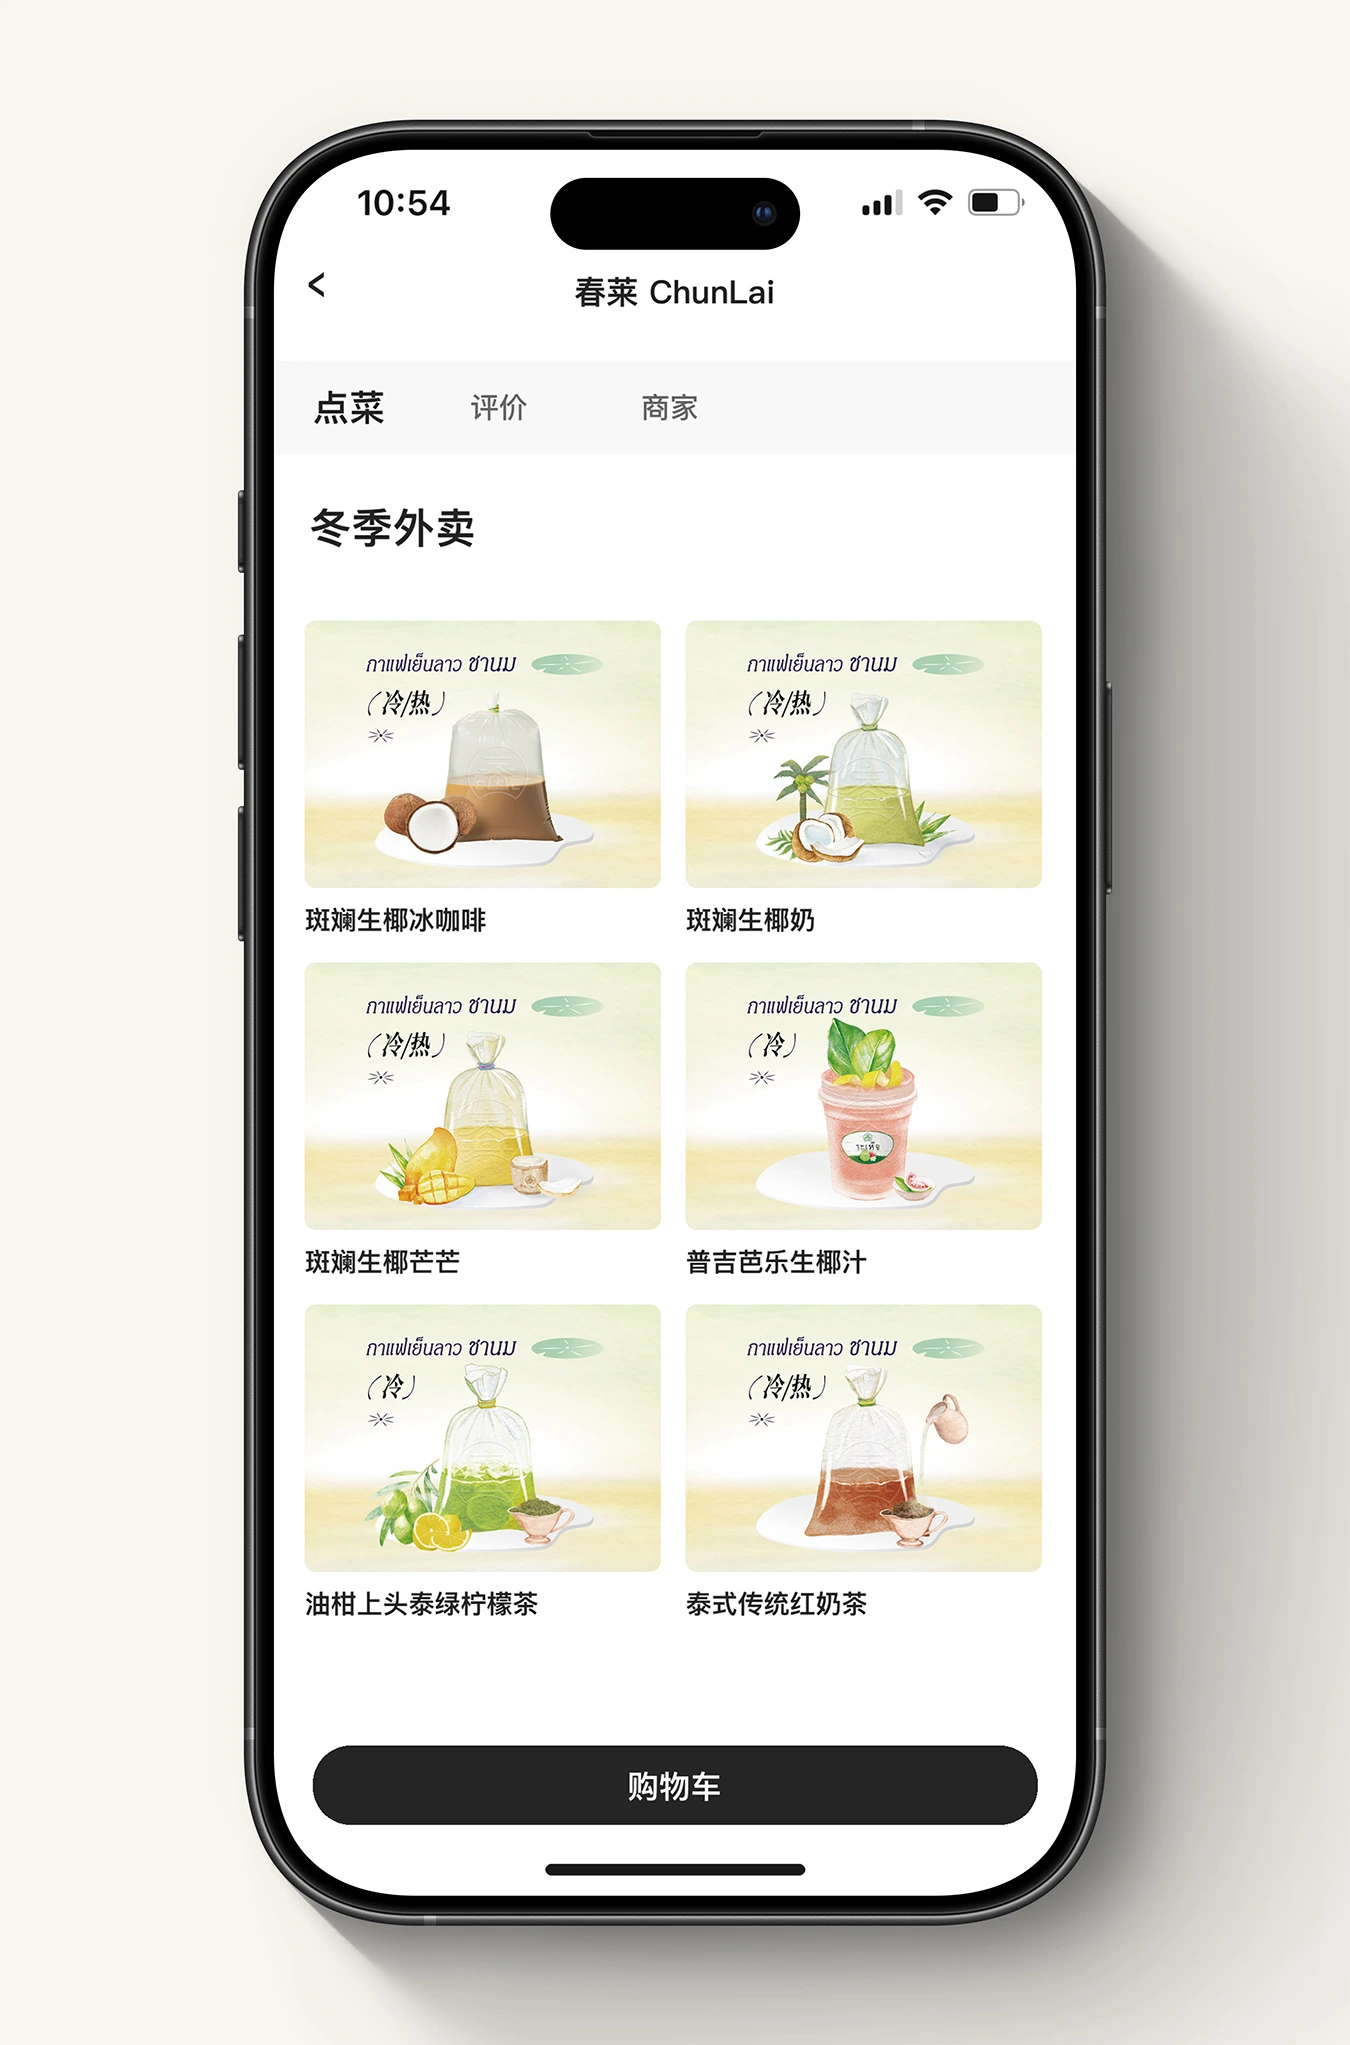 10:54
<
春莱 ChunLai
点菜 评价 商家
冬季外卖
กาแฟเย็นลาว ชานม
（冷/热）
斑斓生椰冰咖啡
กาแฟเย็นลาว ชานม
（冷/热）
斑斓生椰奶
กาแฟเย็นลาว ชานม
（冷/热）
斑斓生椰芒芒
กาแฟเย็นลาว ชานม
（冷）
普吉芭乐生椰汁
กาแฟเย็นลาว ชานม
（冷）
油柑上头泰绿柠檬茶
กาแฟเย็นลาว ชานม
（冷/热）
泰式传统红奶茶
购物车